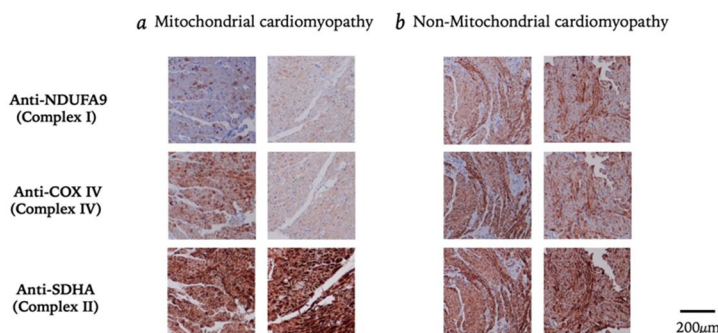 a Mitochondrial cardiomyopathy
b Non-Mitochondrial cardiomyopathy
Anti-NDUFA9
(Complex I)
Anti-COX IV
(Complex IV)
Anti-SDHA
(Complex II)
200μm